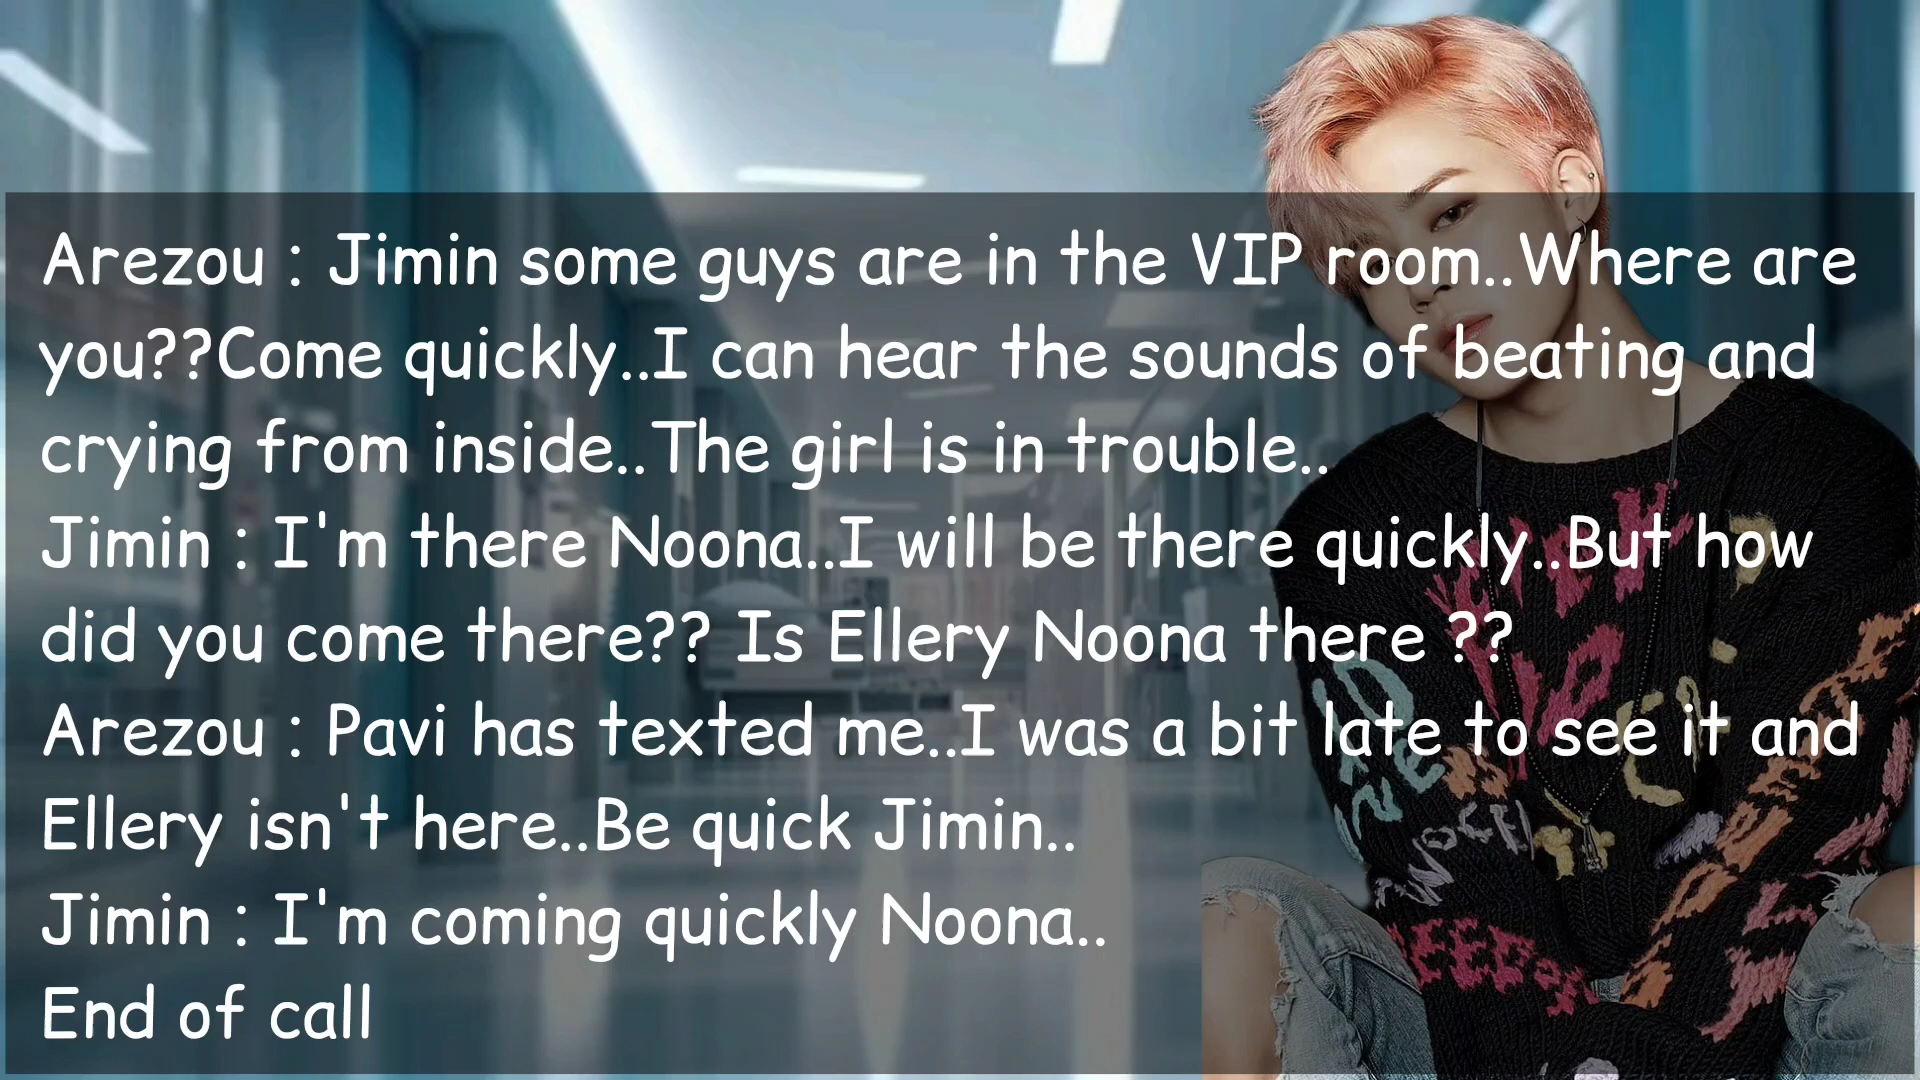 Arezou : Jimin some guys are in the VIP room..Where are
you??Come quickly..I can hear the sounds of beating and
crying from inside..The girl is in trouble..
Jimin : I'm there Noona..I will be there quickly..But how
did you come there?? Is Ellery Noona there ??
Arezou : Pavi has texted me..I was a bit late to see it and
Ellery isn't here..Be quick Jimin..
Jimin : I'm coming quickly Noona..
End of call